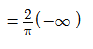 = 2/π (−∞ )